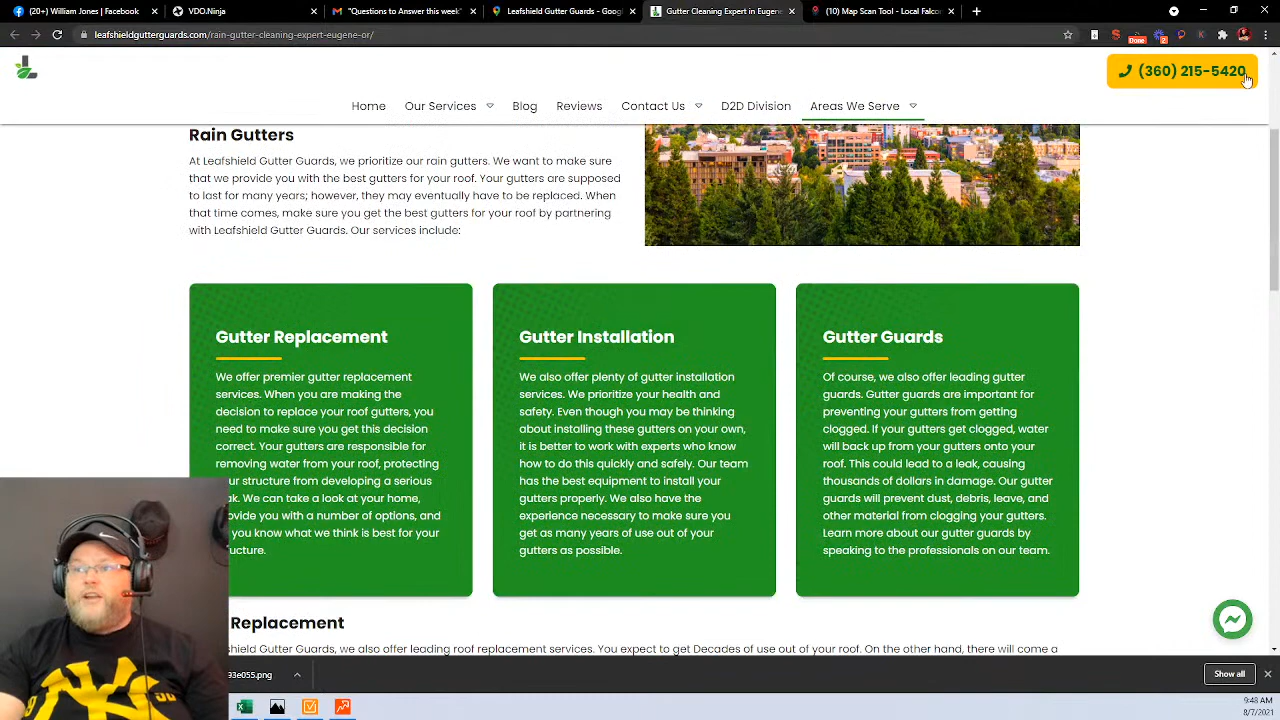 (20+) William Jones | Facebook
VDO.Ninja
"Questions to Answer this week"
Leafshield Gutter Guards - Goog
Gutter Cleaning Expert in Eugene
(10) Map Scan Tool - Local Falcon
leafshieldgutterguards.com/rain-gutter-cleaning-expert-eugene-or/
Done
2
(360) 215-5420
Home
Our Services
Blog
Reviews
Contact Us
D2D Division
Areas We Serve
Rain Gutters
At Leafshield Gutter Guards, we prioritize our rain gutters. We want to make sure
that we provide you with the best gutters for your roof. Your gutters are supposed
to last for many years; however, they may eventually have to be replaced. When
that time comes, make sure you get the best gutters for your roof by partnering
with Leafshield Gutter Guards. Our services include:
Gutter Replacement
We offer premier gutter replacement
services. When you are making the
decision to replace your roof gutters, you
need to make sure you get this decision
correct. Your gutters are responsible for
removing water from your roof, protecting
ur structure from developing a serious
ak. We can take a look at your home,
ovide you with a number of options, and
you know what we think is best for your
ucture.
Gutter Installation
We also offer plenty of gutter installation
services. We prioritize your health and
safety. Even though you may be thinking
about installing these gutters on your own,
it is better to work with experts who know
how to do this quickly and safely. Our team
has the best equipment to install your
gutters properly. We also have the
experience necessary to make sure you
get as many years of use out of your
gutters as possible.
Gutter Guards
Of course, we also offer leading gutter
guards. Gutter guards are important for
preventing your gutters from getting
clogged. If your gutters get clogged, water
will back up from your gutters onto your
roof. This could lead to a leak, causing
thousands of dollars in damage. Our gutter
guards will prevent dust, debris, leave, and
other material from clogging your gutters.
Learn more about our gutter guards by
speaking to the professionals on our team.
Replacement
shield Gutter Guards, we also offer leading roof replacement services. You expect to get Decades of use out of your roof. On the other hand, there will come a
93e055.png
Show all
9:48 AM
8/7/2021